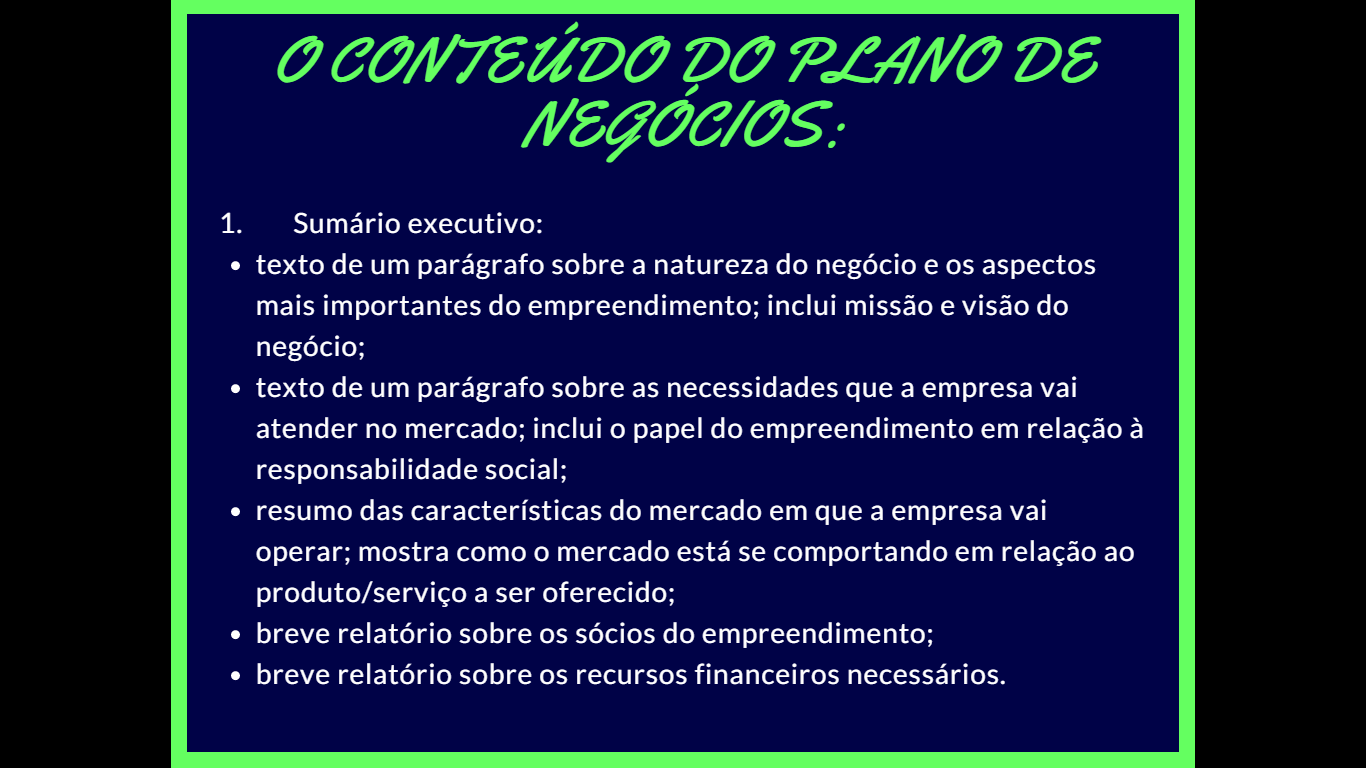 O CONTEÚDO DO PLANO DE
NEGÓCIOS:
1. Sumário executivo:
• texto de um parágrafo sobre a natureza do negócio e os aspectos
mais importantes do empreendimento; inclui missão e visão do
negócio;
• texto de um parágrafo sobre as necessidades que a empresa vai
atender no mercado; inclui o papel do empreendimento em relação à
responsabilidade social;
• resumo das características do mercado em que a empresa vai
operar; mostra como o mercado está se comportando em relação ao
produto/serviço a ser oferecido;
• breve relatório sobre os sócios do empreendimento;
• breve relatório sobre os recursos financeiros necessários.